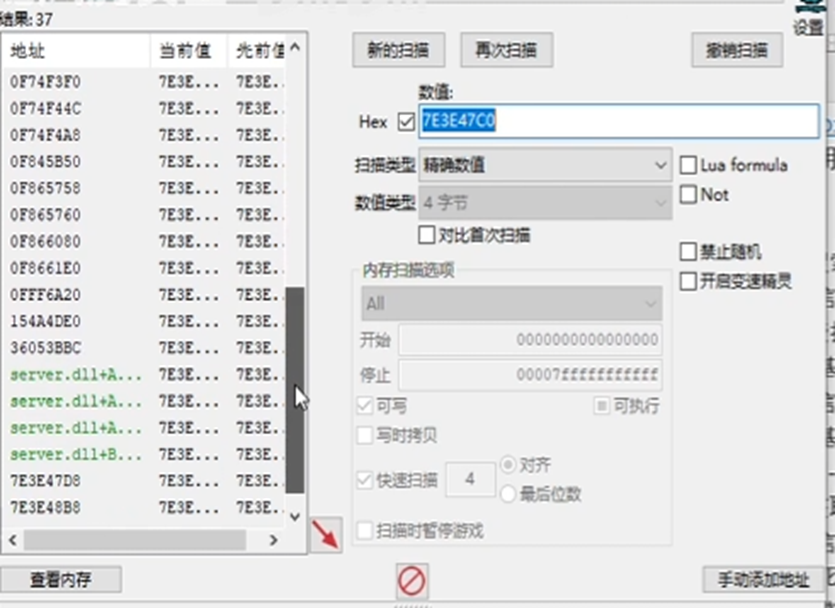 结果: 37
设置
地址 当前值 先前值
新的扫描 再次扫描 撤销扫描
0F74F3F0 7E3E... 7E3E..
0F74F44C 7E3E... 7E3E..
0F74F4A8 7E3E... 7E3E..
0F845B50 7E3E... 7E3E..
0F865758 7E3E... 7E3E..
0F865760 7E3E... 7E3E..
0F866080 7E3E... 7E3E..
0F8661E0 7E3E... 7E3E..
0FFF6A20 7E3E... 7E3E..
154A4DE0 7E3E... 7E3E..
36053BBC 7E3E... 7E3E..
server.dll+A... 7E3E... 7E3E..
server.dll+A... 7E3E... 7E3E..
server.dll+A... 7E3E... 7E3E..
server.dll+B... 7E3E... 7E3E..
7E3E47D8 7E3E... 7E3E..
7E3E48B8 7E3E... 7E3E..
数值:
Hex 7E3E47C0
扫描类型 精确数值
Lua formula
数值类型 4 字节
Not
对比首次扫描
禁止随机
开启变速精灵
内存扫描选项
All
开始 0000000000000000
停止 00007fffffffffff
可写 可执行
写时拷贝
快速扫描 4 对齐
最后位数
扫描时暂停游戏
查看内存
手动添加地址